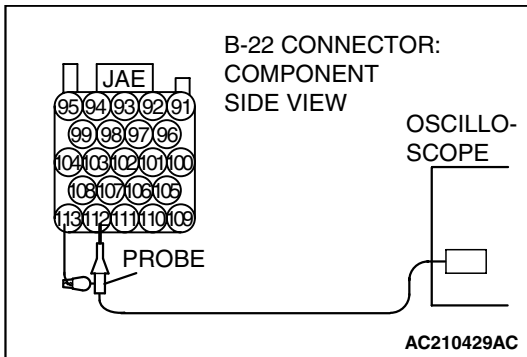 B-22 CONNECTOR:
COMPONENT
SIDE VIEW
JAE
95 94 93 92 91
99 98 97 96
104 103 102 101 100
108 107 106 105
113 112 111 110 109
OSCILLO-
SCOPE
PROBE
AC210429AC